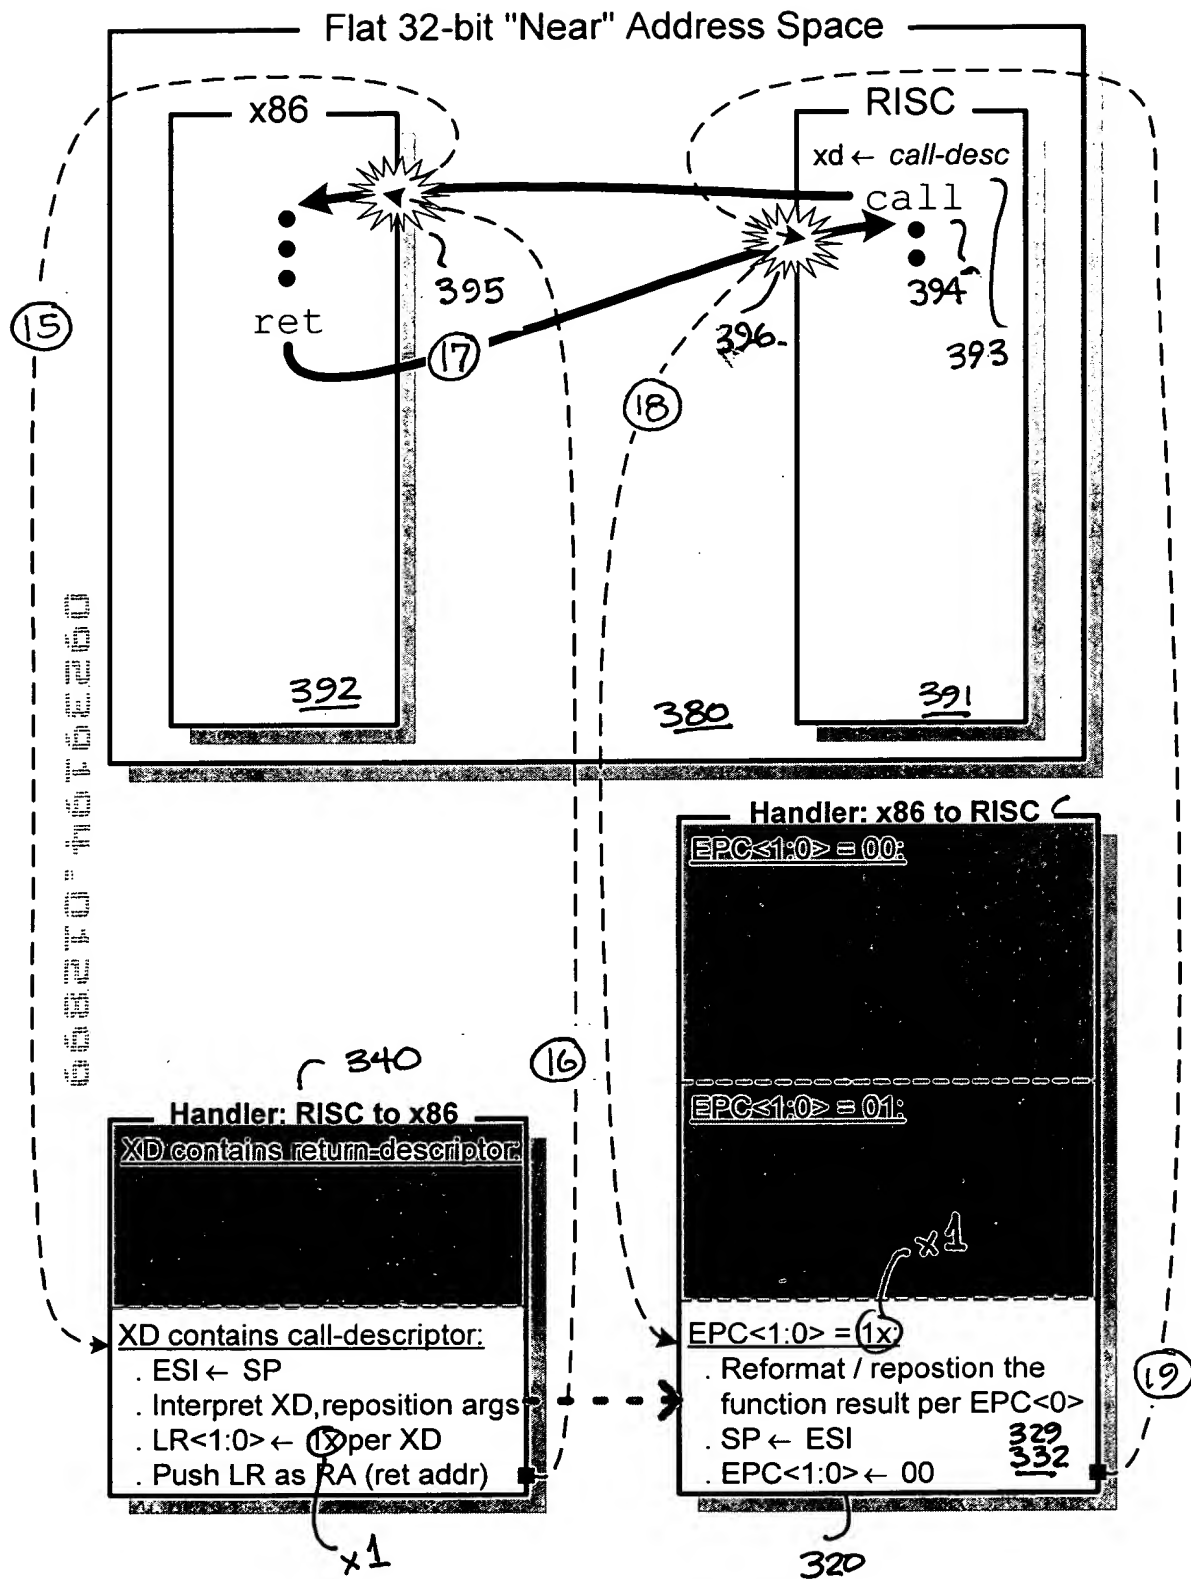 Flat 32-bit "Near" Address Space
x86
RISC
xd ← call-desc
call
395
394
396
393
ret
15
17
18
392
380
391
09239194.012899
Handler: x86 to RISC
EPC<1:0> = 00:
340
16
EPC<1:0> = 01:
Handler: RISC to x86
XD contains return-descriptor:
x1
XD contains call-descriptor:
. ESI ← SP
. Interpret XD, reposition args
. LR<1:0> ← 1x per XD
. Push LR as RA (ret addr)
EPC<1:0> = 1x:
. Reformat / repostion the
function result per EPC<0>
. SP ← ESI
. EPC<1:0> ← 00
329
332
19
x1
320